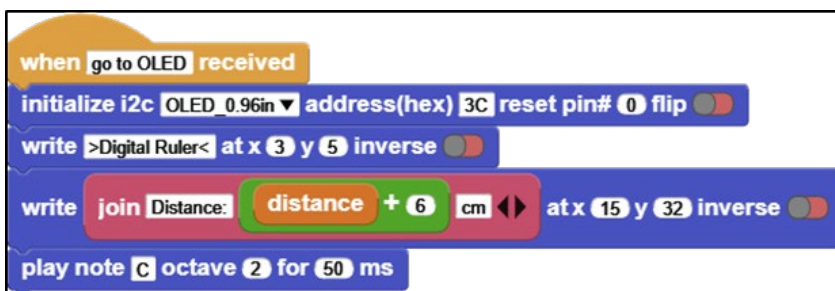 when go to OLED received
initialize i2c OLED_0.96in address(hex) 3C reset pin# 0 flip
write >Digital Ruler< at x 3 y 5 inverse
write join Distance: distance + 6 cm at x 15 y 32 inverse
play note C octave 2 for 50 ms